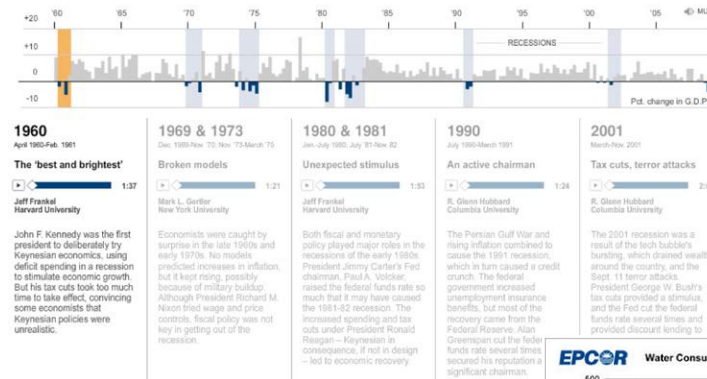 '60 '65 '70 '75 '80 '85 '90 '95 '00 '05 MU
+20
+10
0
-10
RECESSIONS
Pct. change in G.D.P
1960
April 1960-Feb. 1961
The 'best and brightest'
1:37
Jeff Frankel
Harvard University
John F. Kennedy was the first
president to deliberately try
Keynesian economics, using
deficit spending in a recession
to stimulate economic growth.
But his tax cuts took too much
time to take effect, convincing
some economists that
Keynesian policies were
unrealistic.
1969 & 1973
Dec. 1969-Nov '70; Nov. '73-March '75
Broken models
1:21
Mark L. Gertler
New York University
Economists were caught by
surprise in the late 1960s and
early 1970s. No models
predicted increases in inflation,
but it kept rising, possibly
because of military buildup.
Although President Richard M.
Nixon tried wage and price
controls, fiscal policy was not
key in getting out of the
recession.
1980 & 1981
Jan.-July 1980; July '81-Nov. 82
Unexpected stimulus
1:53
Jeff Frankel
Harvard University
Both fiscal and monetary
policy played major roles in the
recessions of the early 1980s.
President Jimmy Carter's Fed
chairman, Paul A. Volcker,
raised the federal funds rate so
much that it may have caused
the 1981-82 recession. The
increased spending and tax
cuts under President Ronald
Reagan – Keynesian in
consequence, if not in design
– led to economic recovery.
1990
July 1990-March 1991
An active chairman
1:24
R. Glenn Hubbard
Columbia University
The Persian Gulf War and
rising inflation combined to
cause the 1991 recession,
which in turn caused a credit
crunch. The federal
government increased
unemployment insurance
benefits, but most of the
recovery came from the
Federal Reserve. Alan
Greenspan cut the feder
funds rate several times
secured his reputation a
significant chairman.
2001
March-Nov. 2001
Tax cuts, terror attacks
R. Glenn Hubbard
Columbia University
The 2001 recession was a
result of the tech bubble's
bursting, which drained wealt
around the country, and the
Sept. 11 terror attacks.
President George W. Bush's
tax cuts provided a stimulus,
and the Fed cut the federal
funds rate several times and
provided discount lending to
EPCOR Water Consu
500